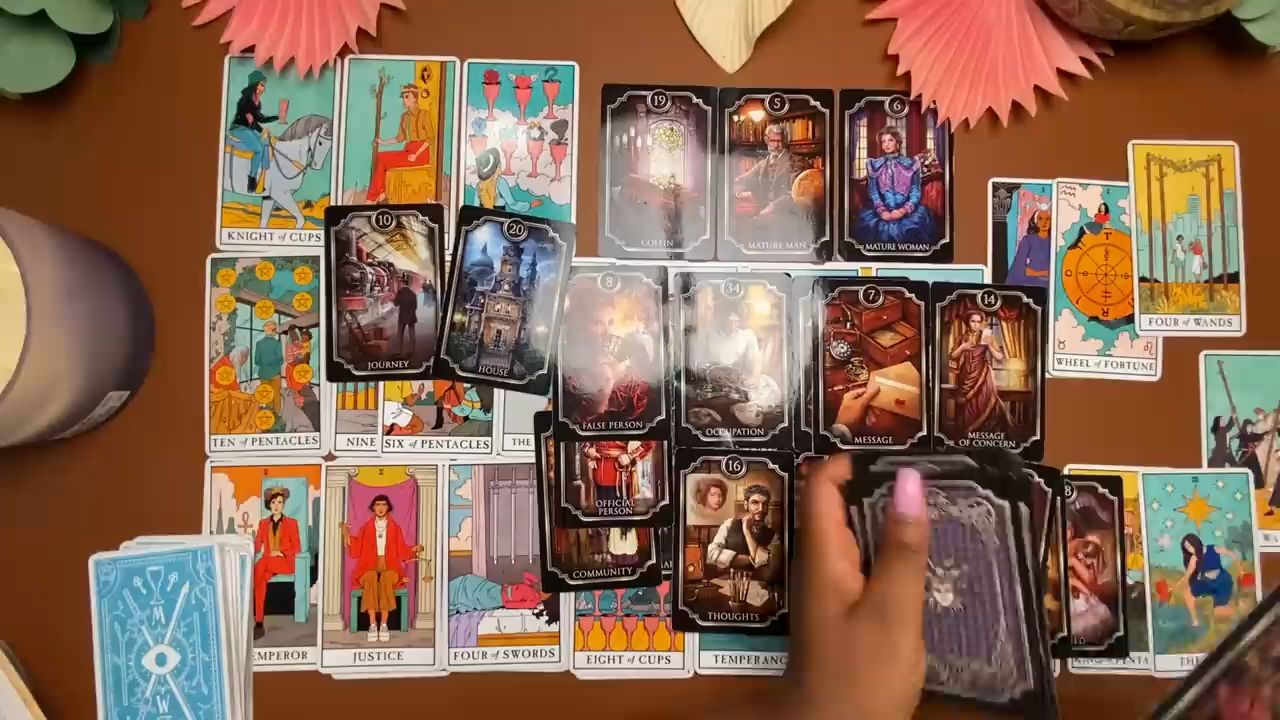 KNIGHT of CUPS
19
COFFIN
5
MATURE MAN
6
MATURE WOMAN
10
JOURNEY
20
HOUSE
FOUR of WANDS
WHEEL of FORTUNE
8
FALSE PERSON
34
OCCUPATION
7
MESSAGE
14
MESSAGE
OF CONCERN
TEN of PENTACLES
NINE
SIX of PENTACLES
THE
OFFICIAL
PERSON
COMMUNITY
16
THOUGHTS
8
EMPEROR
JUSTICE
FOUR of SWORDS
EIGHT of CUPS
TEMPERANC
M
W